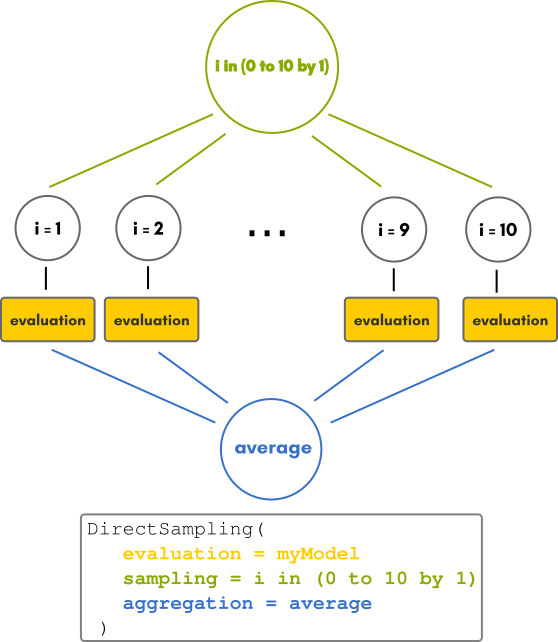 i in (0 to 10 by 1)
i = 1
i = 2
...
i = 9
i = 10
evaluation
evaluation
evaluation
evaluation
average
DirectSampling(
evaluation = myModel
sampling = i in (0 to 10 by 1)
aggregation = average
)